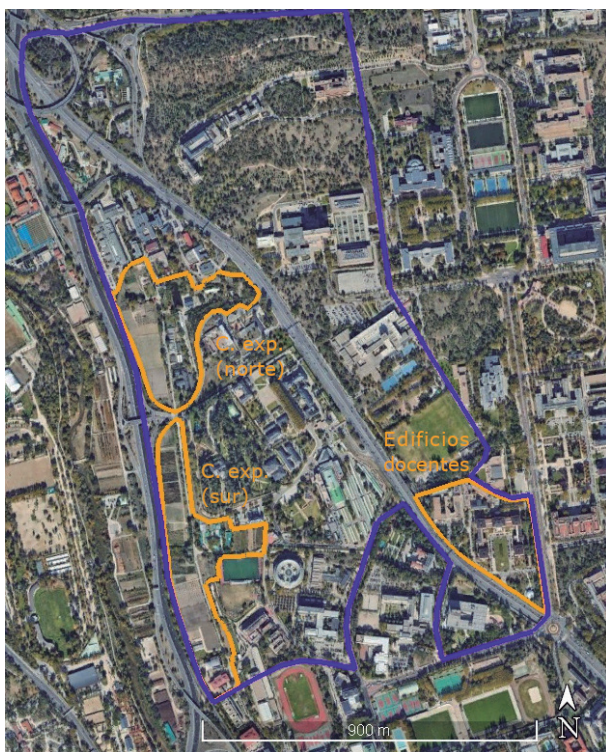 C. exp.
(norte)
Edificios
docentes
C. exp.
(sur)
900 m
N